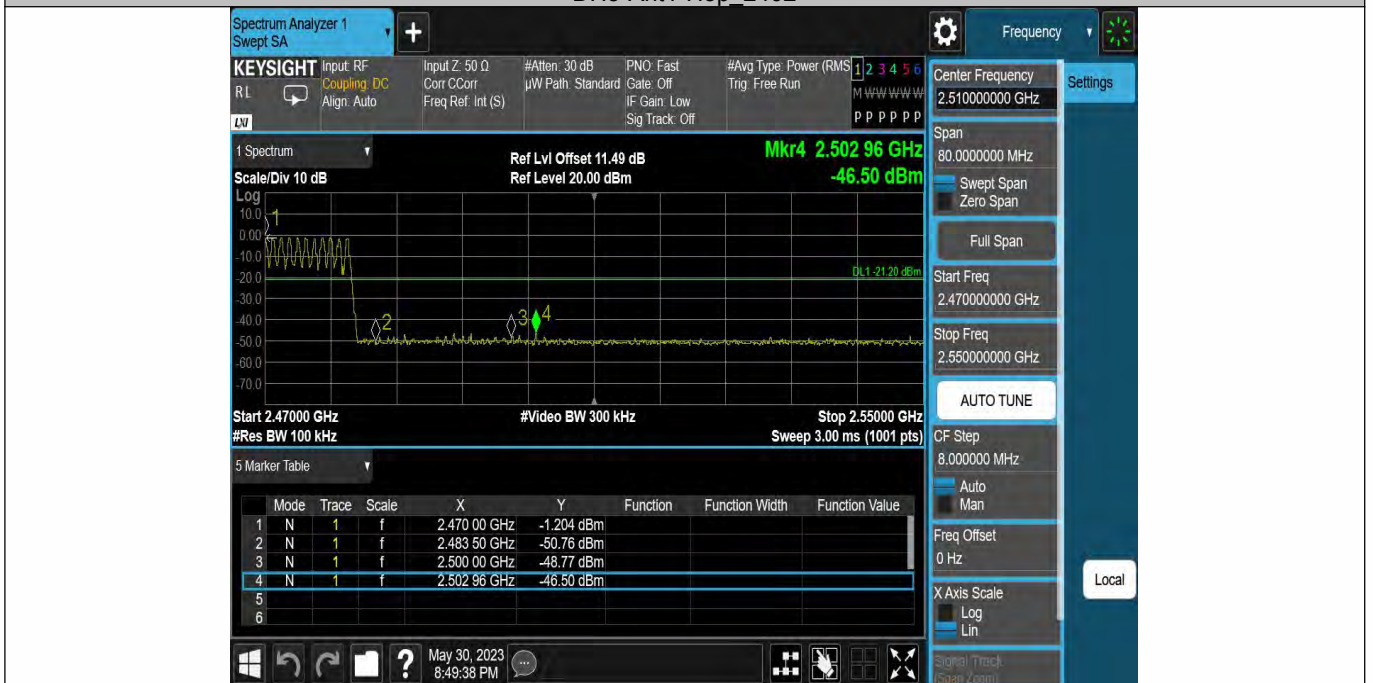 Spectrum Analyzer 1
Swept SA
+
Frequency
KEYSIGHT
RL
LXI
Input: RF
Coupling: DC
Align: Auto
Input Z: 50 Ω
Corr CCorr
Freq Ref: Int (S)
#Atten: 30 dB
µW Path: Standard
PNO: Fast
Gate: Off
IF Gain: Low
Sig Track: Off
#Avg Type: Power (RMS
Trig: Free Run
1 2 3 4 5 6
M W W W W W
P P P P P P
1 Spectrum
Scale/Div 10 dB
Ref Lvl Offset 11.49 dB
Ref Level 20.00 dBm
Mkr4 2.502 96 GHz
-46.50 dBm
Log
10.0
0.00
-10.0
-20.0
-30.0
-40.0
-50.0
-60.0
-70.0
1
2
3
4
DL1 -21.20 dBm
Start 2.47000 GHz
#Video BW 300 kHz
Stop 2.55000 GHz
#Res BW 100 kHz
Sweep 3.00 ms (1001 pts)
5 Marker Table
Mode Trace Scale X Y Function Function Width Function Value
1 N 1 f 2.470 00 GHz -1.204 dBm
2 N 1 f 2.483 50 GHz -50.76 dBm
3 N 1 f 2.500 00 GHz -48.77 dBm
4 N 1 f 2.502 96 GHz -46.50 dBm
5
6
?
May 30, 2023
8:49:38 PM
Center Frequency
2.510000000 GHz
Settings
Span
80.0000000 MHz
Swept Span
Zero Span
Full Span
Start Freq
2.470000000 GHz
Stop Freq
2.550000000 GHz
AUTO TUNE
CF Step
8.000000 MHz
Auto
Man
Freq Offset
0 Hz
X Axis Scale
Log
Lin
Local
Signal Track
(Span Zoom)